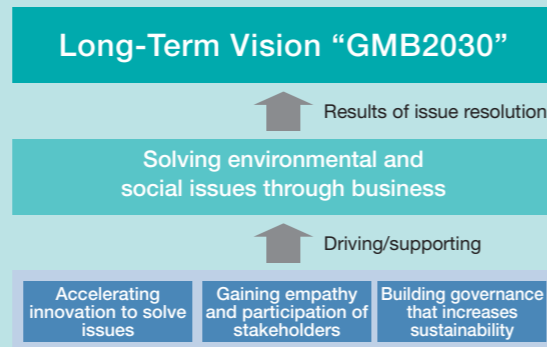 Long-Term Vision “GMB2030”
Results of issue resolution
Solving environmental and
social issues through business
Driving/supporting
Accelerating
innovation to solve
issues
Gaining empathy
and participation of
stakeholders
Building governance
that increases
sustainability